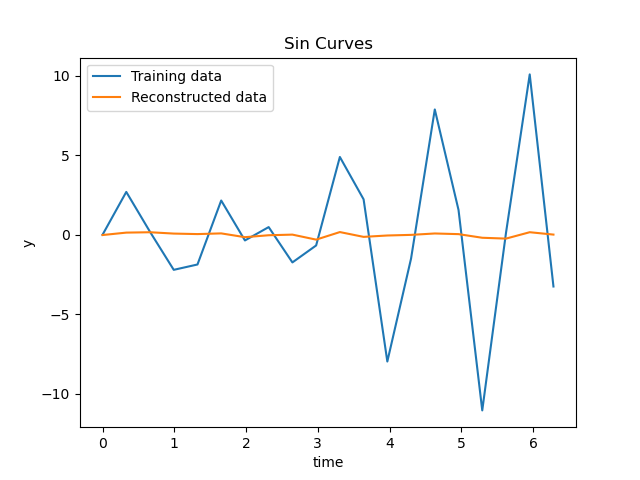 Sin Curves
Training data
Reconstructed data
10
5
0
−5
−10
y
0 1 2 3 4 5 6
time